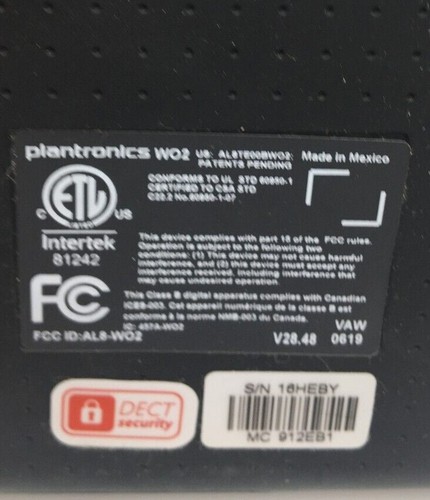 plantronics WO2 US: AL8TE00BWO2 Made in Mexico
PATENTS PENDING
CONFORMS TO UL STD 60950-1
CERTIFIED TO CSA STD
C22.2 No.60950-1-07
ETL
C US
Intertek
81242
This device complies with part 15 of the FCC rules.
Operation is subject to the following two
conditions: (1) This device may not cause harmful
interference, and (2) this device must accept any
interference received, including interference that
may cause undesired operation.
This Class B digital apparatus complies with Canadian
ICES-003. Cet appareil numérique de la classe B est
conforme à la norme NMB-003 du Canada.
IC: 457A-WO2
FC
FCC ID:AL8-WO2
VAW
V28.48 0619
DECT
security
S/N 16HEBY
MC 912EB1